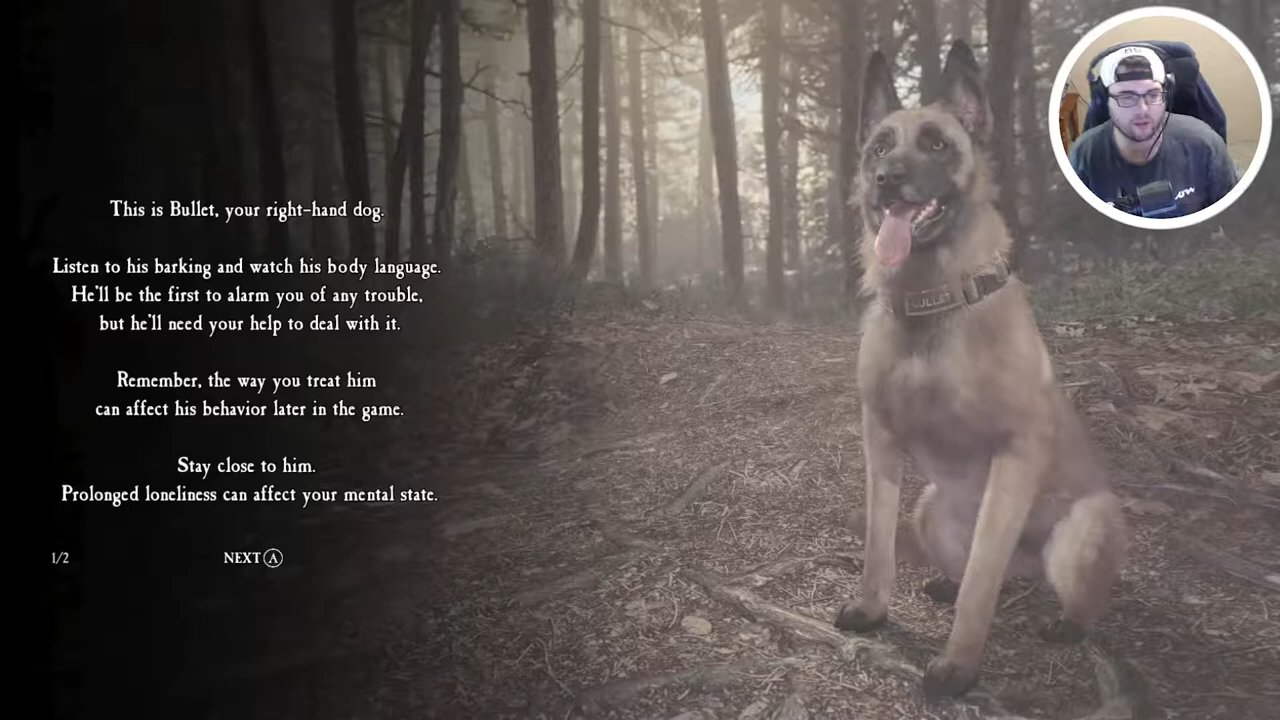 This is Bullet, your right-hand dog.
Listen to his barking and watch his body language.
He'll be the first to alarm you of any trouble,
but he'll need your help to deal with it.
Remember, the way you treat him
can affect his behavior later in the game.
Stay close to him.
Prolonged loneliness can affect your mental state.
1/2
NEXT A
BULLET